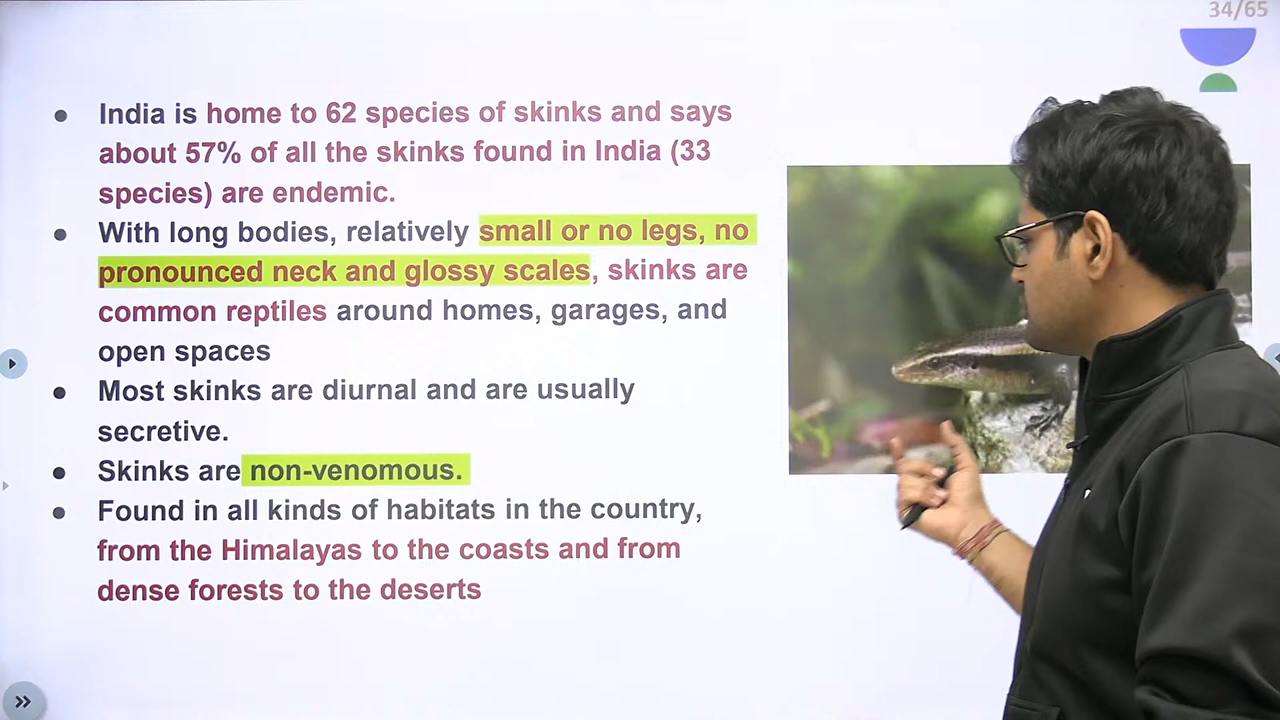 34/65
India is home to 62 species of skinks and says
about 57% of all the skinks found in India (33
species) are endemic.
With long bodies, relatively small or no legs, no
pronounced neck and glossy scales, skinks are
common reptiles around homes, garages, and
open spaces
Most skinks are diurnal and are usually
secretive.
Skinks are non-venomous.
Found in all kinds of habitats in the country,
from the Himalayas to the coasts and from
dense forests to the deserts